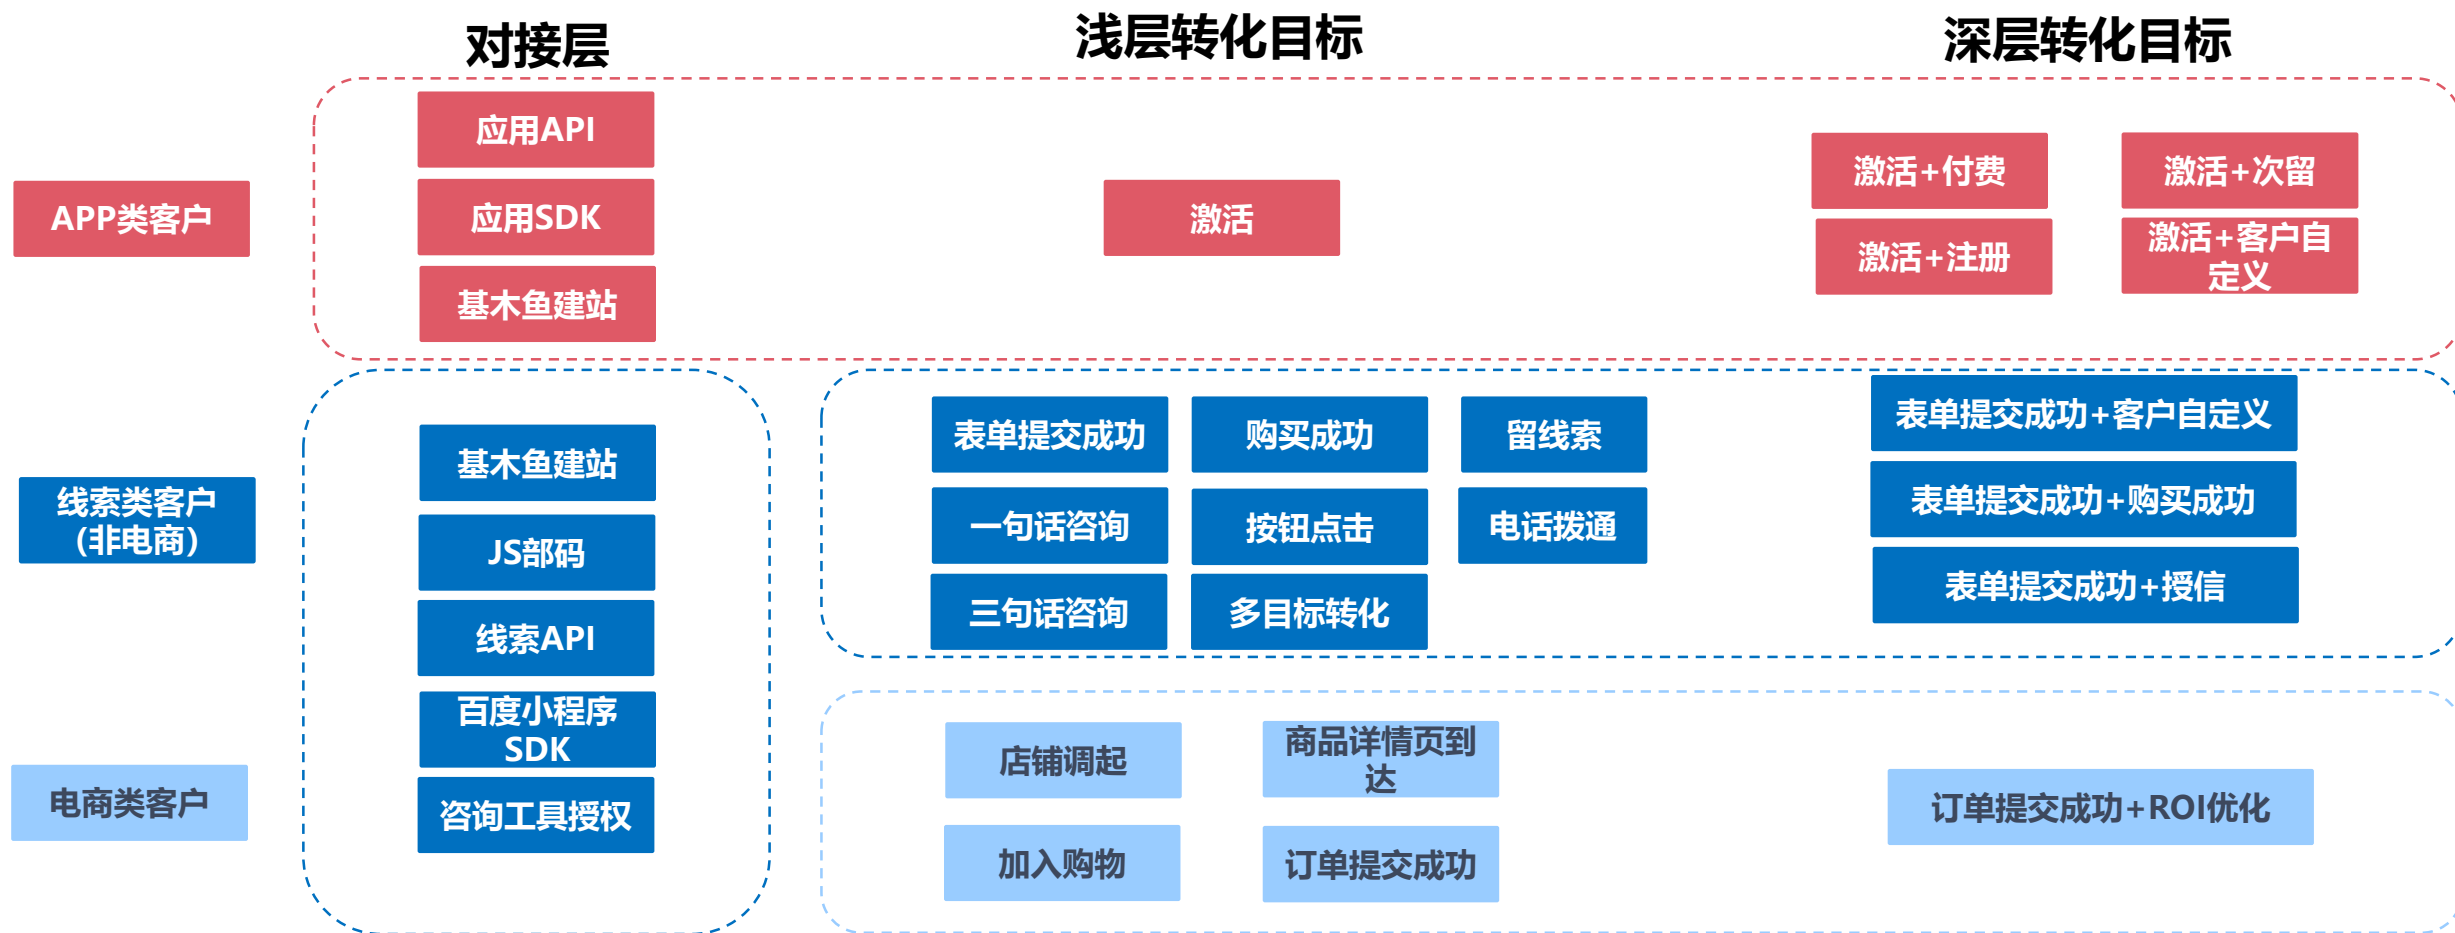 对接层
浅层转化目标
深层转化目标
APP类客户
应用API
应用SDK
基木鱼建站
激活
激活+付费
激活+次留
激活+注册
激活+客户自
定义
线索类客户
（非电商）
基木鱼建站
JS部码
线索API
百度小程序
SDK
咨询工具授权
表单提交成功
购买成功
留线索
一句话咨询
按钮点击
电话拨通
三句话咨询
多目标转化
表单提交成功+客户自定义
表单提交成功+购买成功
表单提交成功+授信
电商类客户
店铺调起
商品详情页到
达
加入购物
订单提交成功
订单提交成功+ROI优化